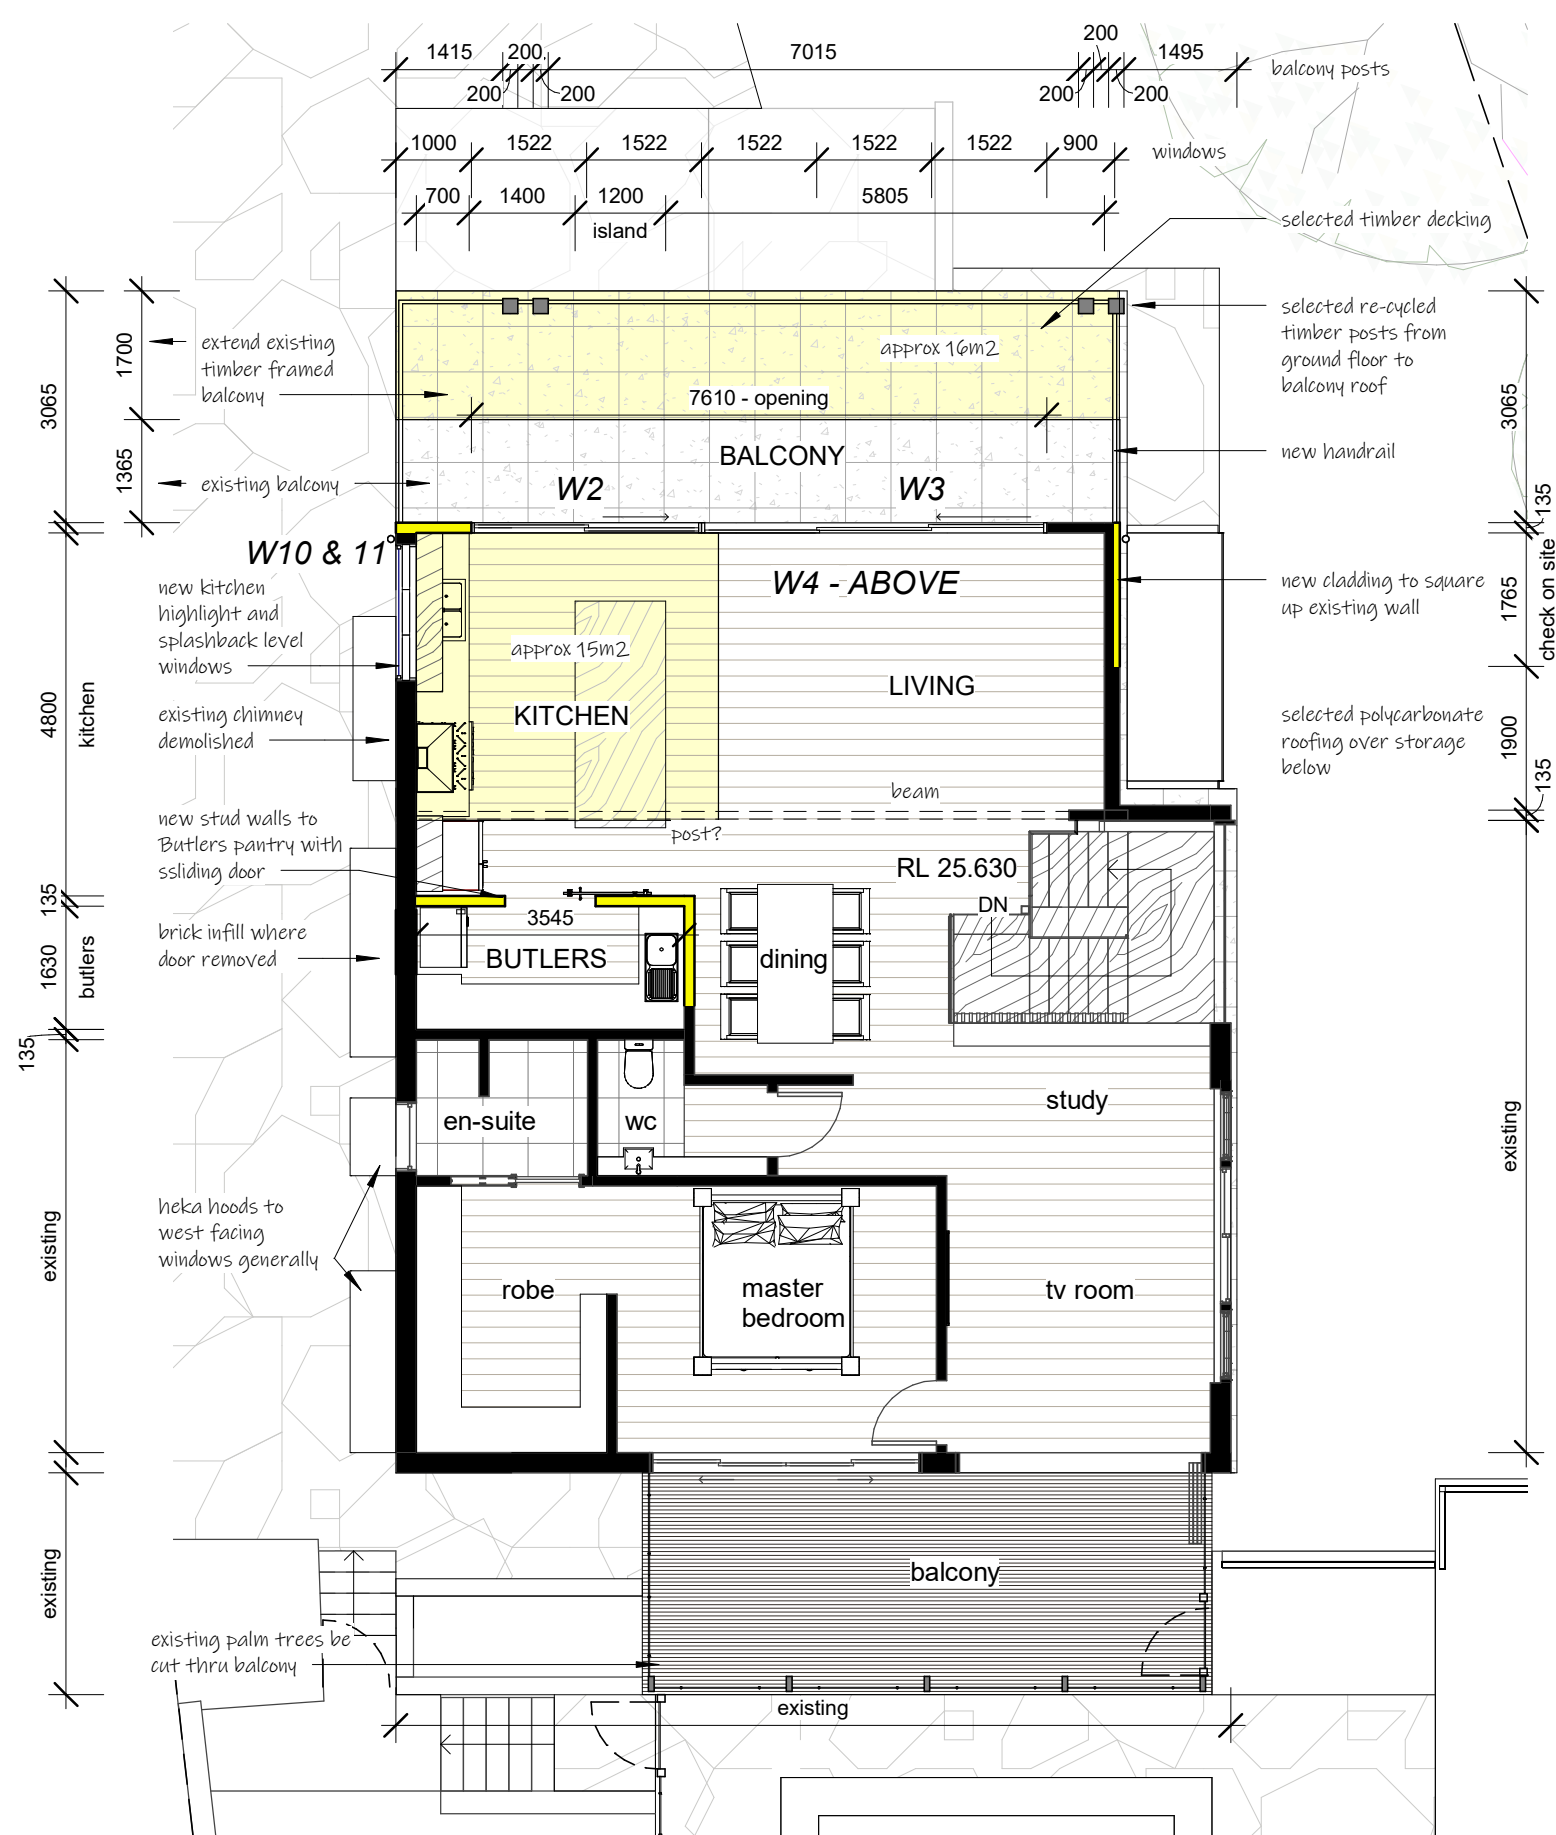 200
1415
200
7015
1495
balcony posts
200
200
200
200
1000
1522
1522
1522
1522
1522
900
windows
700
1400
1200
5805
island
selected timber decking
3065
1700
1365
extend existing
timber framed
balcony
existing balcony
approx 16m2
7610 - opening
BALCONY
W2
W3
selected re-cycled
timber posts from
ground floor to
balcony roof
new handrail
3065
135
W10 & 11
W4 - ABOVE
new kitchen
highlight and
splashback level
windows
new cladding to square
up existing wall
1765
check on site
approx 15m2
KITCHEN
LIVING
4800
kitchen
existing chimney
demolished
selected polycarbonate
roofing over storage
below
1900
135
beam
post?
new stud walls to
Butlers pantry with
ssliding door
RL 25.630
DN
135
3545
BUTLERS
dining
brick infill where
door removed
1630
butlers
135
en-suite
wc
study
existing
heka hoods to
west facing
windows generally
existing
robe
master
bedroom
tv room
balcony
existing
existing palm trees be
cut thru balcony
existing